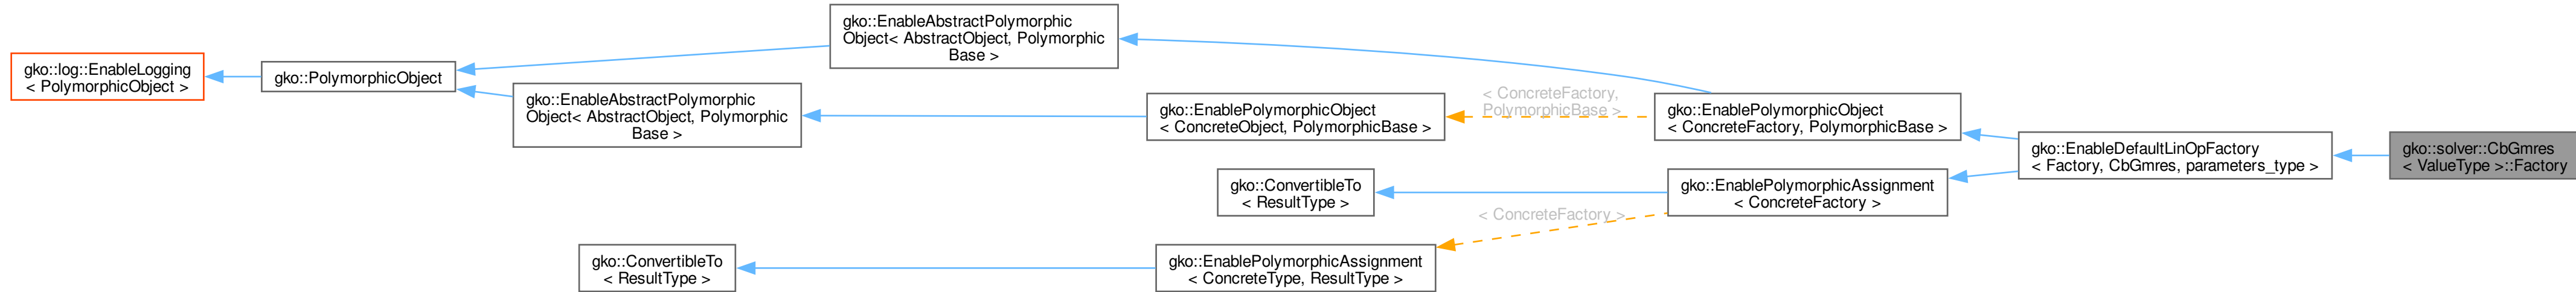 gko::log::EnableLogging
< PolymorphicObject >
gko::PolymorphicObject
gko::EnableAbstractPolymorphic
Object< AbstractObject, Polymorphic
Base >
gko::EnableAbstractPolymorphic
Object< AbstractObject, Polymorphic
Base >
gko::EnablePolymorphicObject
< ConcreteObject, PolymorphicBase >
< ConcreteFactory,
PolymorphicBase >
gko::EnablePolymorphicObject
< ConcreteFactory, PolymorphicBase >
gko::ConvertibleTo
< ResultType >
gko::EnablePolymorphicAssignment
< ConcreteFactory >
< ConcreteFactory >
gko::ConvertibleTo
< ResultType >
gko::EnablePolymorphicAssignment
< ConcreteType, ResultType >
gko::EnableDefaultLinOpFactory
< Factory, CbGmres, parameters_type >
gko::solver::CbGmres
< ValueType >::Factory